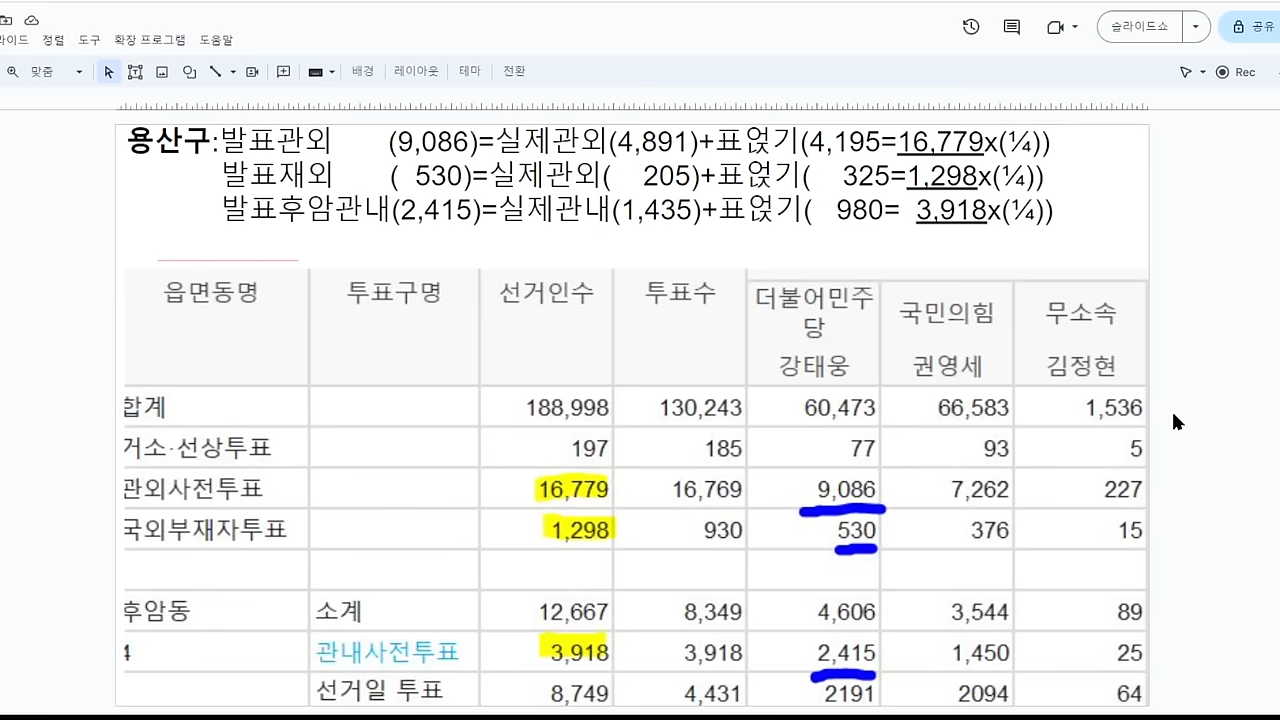 라이드 정렬 도구 확장 프로그램 도움말
슬라이드쇼 공유
맞춤 배경 레이아웃 테마 전환 Rec
용산구:발표관외 (9,086)=실제관외(4,891)+표얹기(4,195=16,779x(¼))
발표재외 ( 530)=실제관외( 205)+표얹기( 325=1,298x(¼))
발표후암관내(2,415)=실제관내(1,435)+표얹기( 980= 3,918x(¼))
읍면동명 투표구명 선거인수 투표수 더불어민주당 강태웅 국민의힘 권영세 무소속 김정현
합계 188,998 130,243 60,473 66,583 1,536
거소·선상투표 197 185 77 93 5
관외사전투표 16,779 16,769 9,086 7,262 227
국외부재자투표 1,298 930 530 376 15
후암동 소계 12,667 8,349 4,606 3,544 89
4 관내사전투표 3,918 3,918 2,415 1,450 25
선거일 투표 8,749 4,431 2191 2094 64